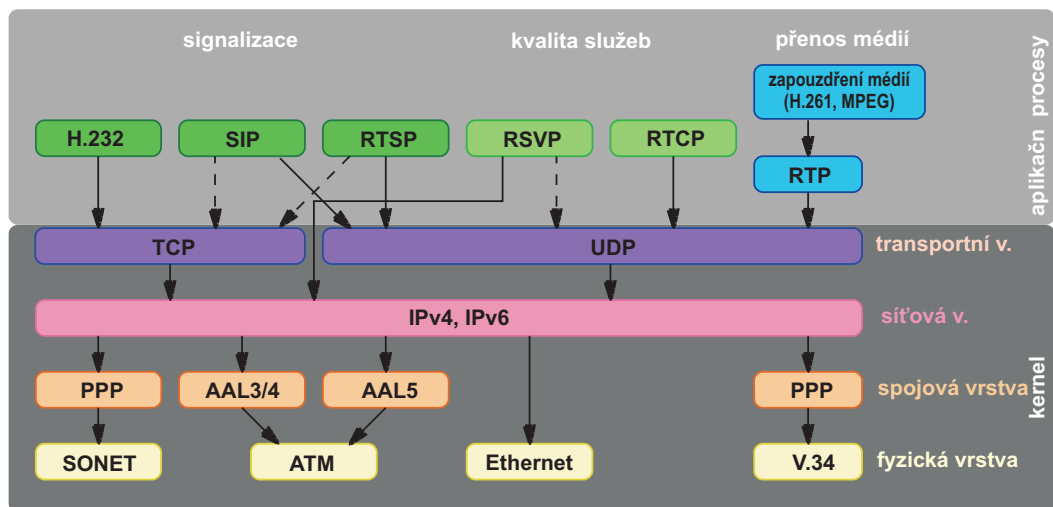 signalizace
kvalita služeb
přenos médií
zapouzdření médií
(H.261, MPEG)
H.232
SIP
RTSP
RSVP
RTCP
RTP
aplikačn procesy
TCP
UDP
transportní v.
IPv4, IPv6
síťová v.
PPP
AAL3/4
AAL5
PPP
spojová vrstva
kernel
SONET
ATM
Ethernet
V.34
fyzická vrstva